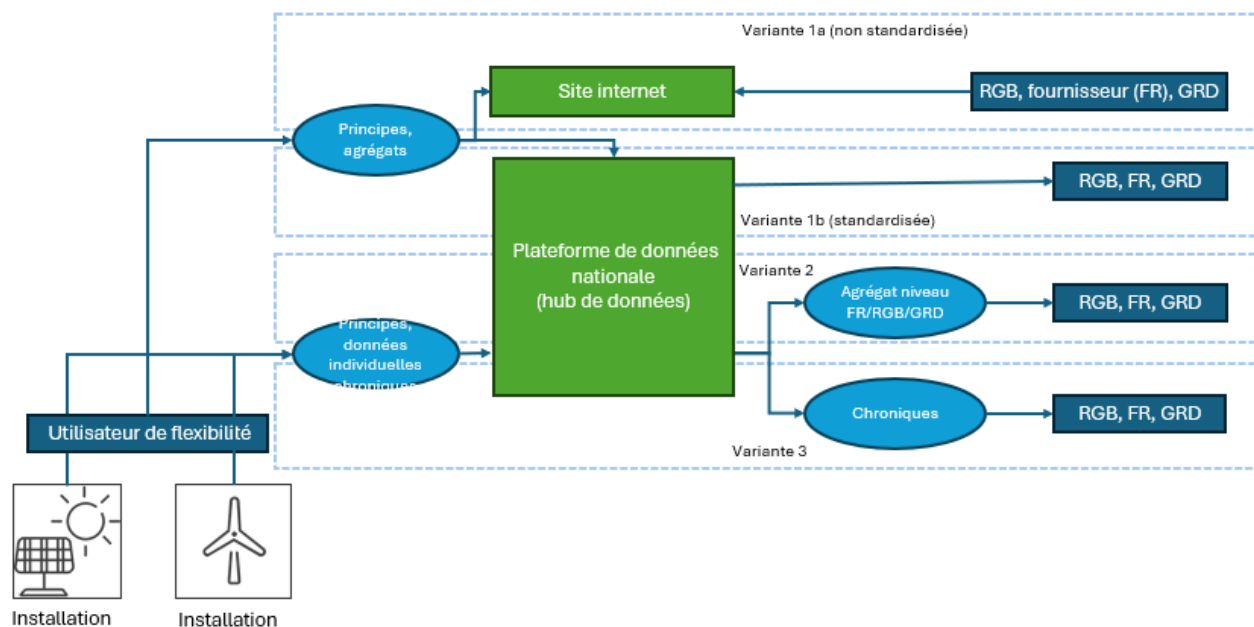 Variante 1a (non standardisée)
Site internet
RGB, fournisseur (FR), GRD
Principes,
agrégats
RGB, FR, GRD
Variante 1b (standardisée)
Plateforme de données
nationale
(hub de données)
Variante 2
Agrégat niveau
FR/RGB/GRD
RGB, FR, GRD
Principes,
données
individuelles
chroniques
Chroniques
RGB, FR, GRD
Utilisateur de flexibilité
Variante 3
Installation
Installation